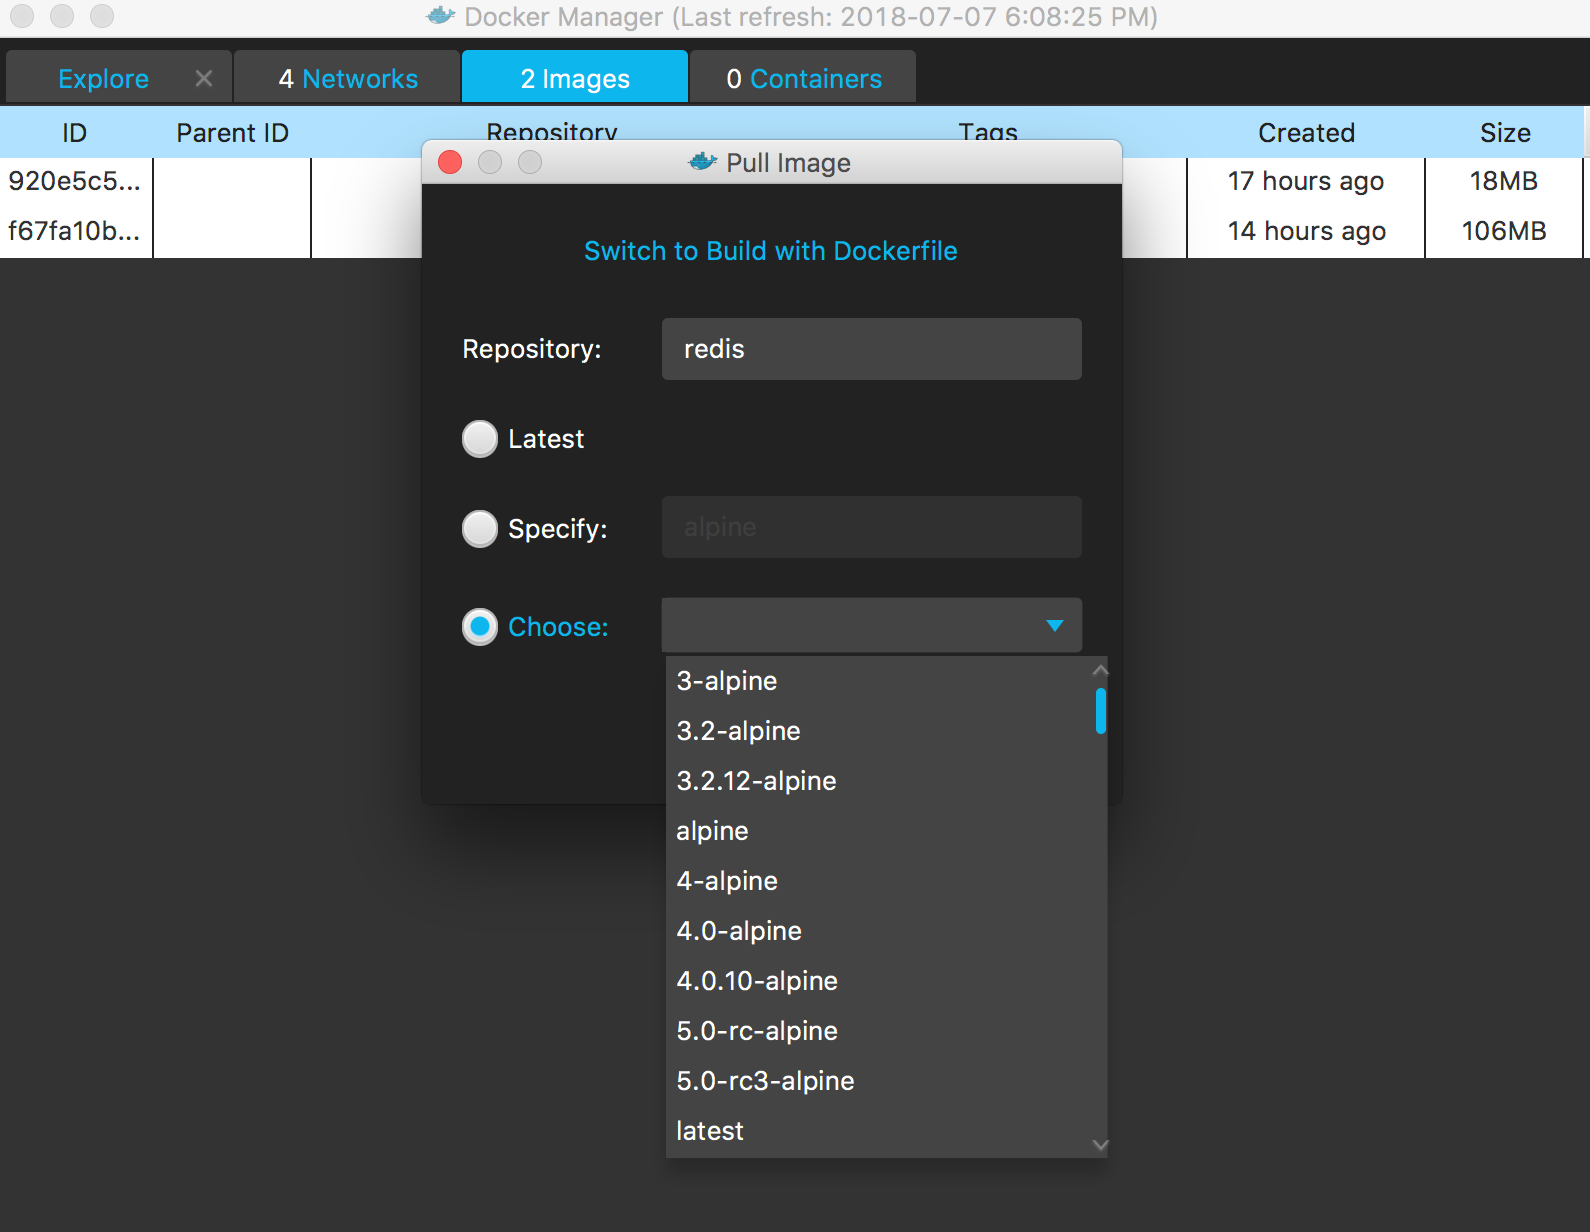 Docker Manager (Last refresh: 2018-07-07 6:08:25 PM)
Explore 4 Networks 2 Images 0 Containers
ID Parent ID Repository Tags Created Size
920e5c5... 17 hours ago 18MB
f67fa10b... 14 hours ago 106MB
Pull Image
Switch to Build with Dockerfile
Repository: redis
Latest
Specify: alpine
Choose:
3-alpine
3.2-alpine
3.2.12-alpine
alpine
4-alpine
4.0-alpine
4.0.10-alpine
5.0-rc-alpine
5.0-rc3-alpine
latest